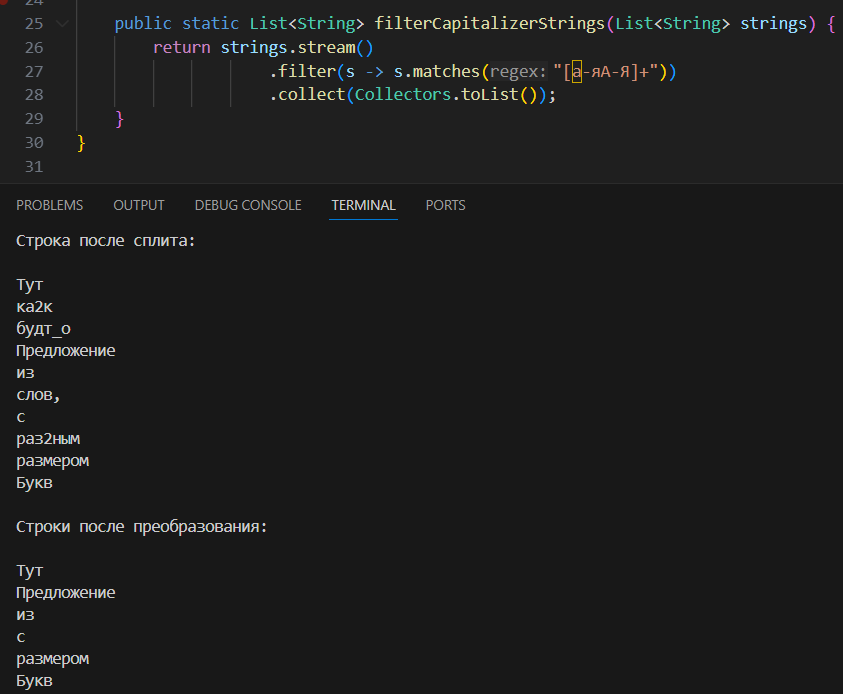 24
25 public static List<String> filterCapitalizerStrings(List<String> strings) {
26 return strings.stream()
27 .filter(s -> s.matches(regex: "[а-яА-Я]+"))
28 .collect(Collectors.toList());
29 }
30 }
31
PROBLEMS OUTPUT DEBUG CONSOLE TERMINAL PORTS
Строка после сплита:
Тут
ка2к
будт_о
Предложение
из
слов,
с
раз2ным
размером
Букв
Строки после преобразования:
Тут
Предложение
из
с
размером
Букв